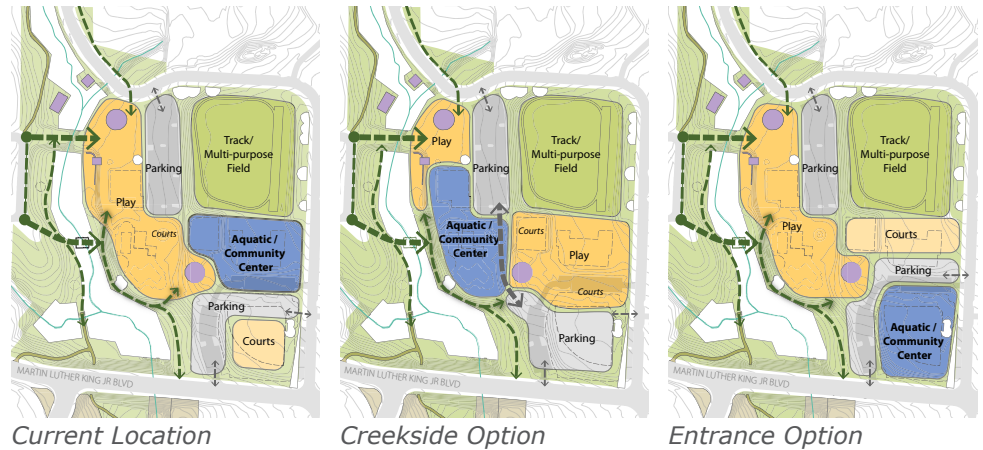 Track/
Multi-purpose
Field
Parking
Play
Courts
Aquatic /
Community
Center
Parking
Courts
MARTIN LUTHER KING JR BLVD
Current Location
Play
Parking
Track/
Multi-purpose
Field
Aquatic /
Community
Center
Courts
Play
Courts
Parking
MARTIN LUTHER KING JR BLVD
Creekside Option
Track/
Multi-purpose
Field
Parking
Play
Courts
Parking
Aquatic /
Community
Center
MARTIN LUTHER KING JR BLVD
Entrance Option